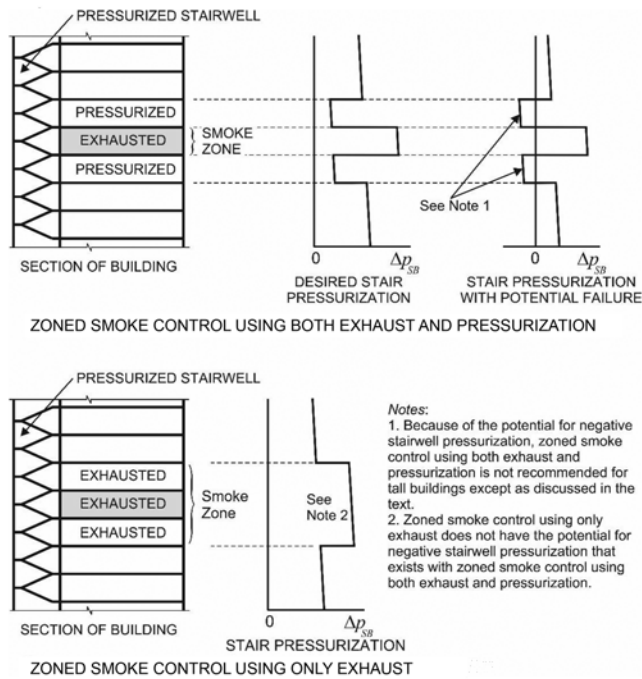 PRESSURIZED STAIRWELL
PRESSURIZED
EXHAUSTED
PRESSURIZED
SMOKE
ZONE
SECTION OF BUILDING
0
Δp_SB
DESIRED STAIR
PRESSURIZATION
See Note 1
0
Δp_SB
STAIR PRESSURIZATION
WITH POTENTIAL FAILURE
ZONED SMOKE CONTROL USING BOTH EXHAUST AND PRESSURIZATION
PRESSURIZED STAIRWELL
EXHAUSTED
EXHAUSTED
EXHAUSTED
Smoke
Zone
SECTION OF BUILDING
See
Note 2
0
Δp_SB
STAIR PRESSURIZATION
Notes:
1. Because of the potential for negative
stairwell pressurization, zoned smoke
control using both exhaust and
pressurization is not recommended for
tall buildings except as discussed in the
text.
2. Zoned smoke control using only
exhaust does not have the potential for
negative stairwell pressurization that
exists with zoned smoke control using
both exhaust and pressurization.
ZONED SMOKE CONTROL USING ONLY EXHAUST